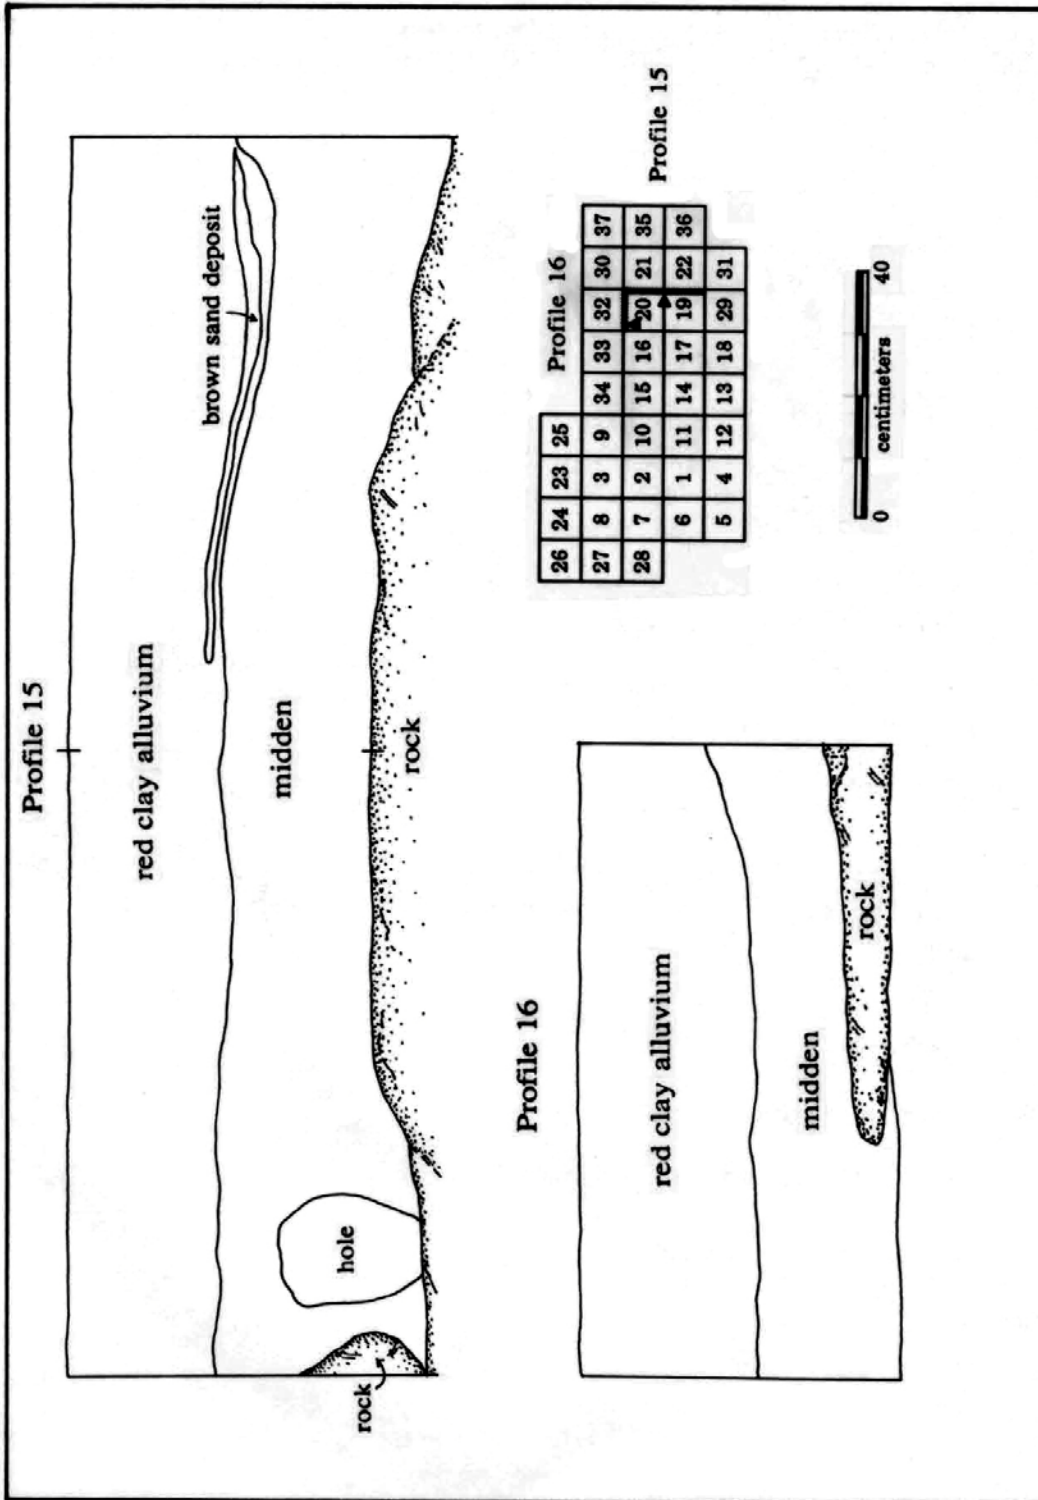 Profile 15
red clay alluvium
brown sand deposit
midden
hole
rock
rock
Profile 16
red clay alluvium
midden
rock
Profile 16
26 24 23 25
27 8 3 9 34 33 32 30 37
28 7 2 10 15 16 20 21 35
6 1 11 14 17 19 22 36
5 4 12 13 18 29 31
Profile 15
0 centimeters 40